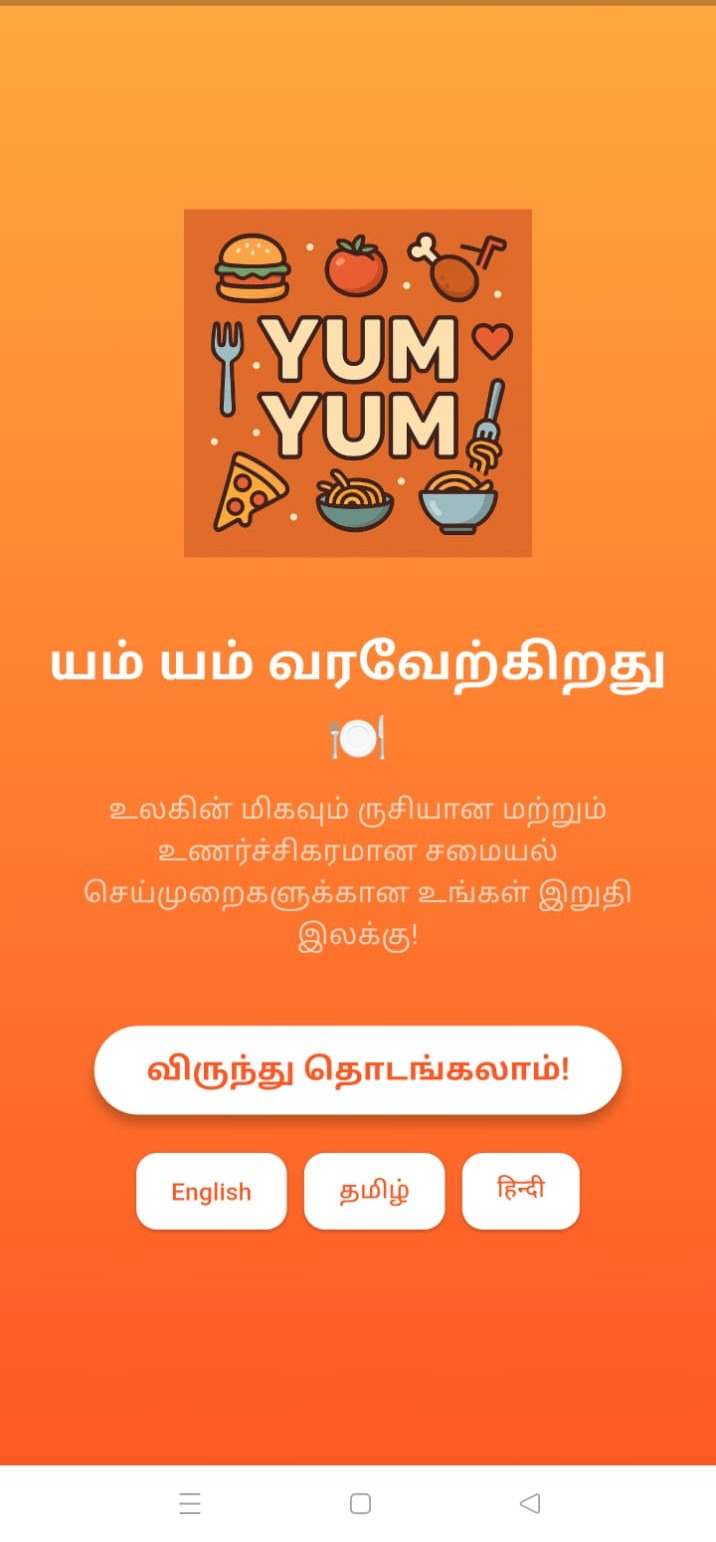 YUM
YUM
யம் யம் வரவேற்கிறது
🍽️
உலகின் மிகவும் ருசியான மற்றும்
உணர்ச்சிகரமான சமையல்
செய்முறைகளுக்கான உங்கள் இறுதி
இலக்கு!
விருந்து தொடங்கலாம்!
English
தமிழ்
हिन्दी